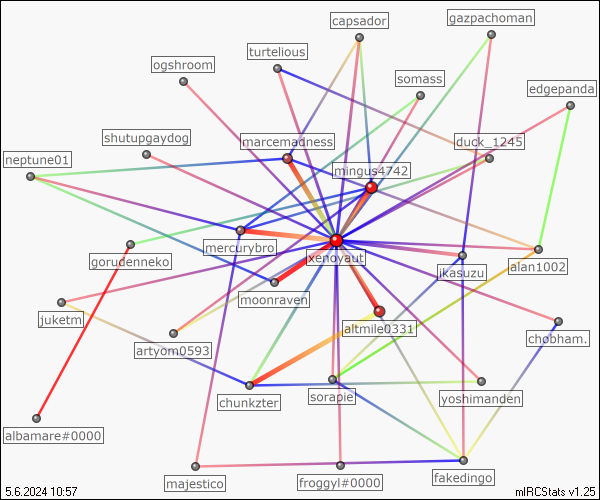 capsador
gazpachoman
turtelious
ogshroom
somass
edgepanda
shutupgaydog
marcemadness
duck_1245
neptune01
mingus4742
mercurybro
xenoyaut
gorudenneko
ikasuzu
alan1002
moonraven
juketm
altmile0331
chobham.
artyom0593
chunkzter
sorapie
yoshimanden
albamare#0000
majestico
froggyl#0000
fakedingo
5.6.2024 10:57
mIRCStats v1.25